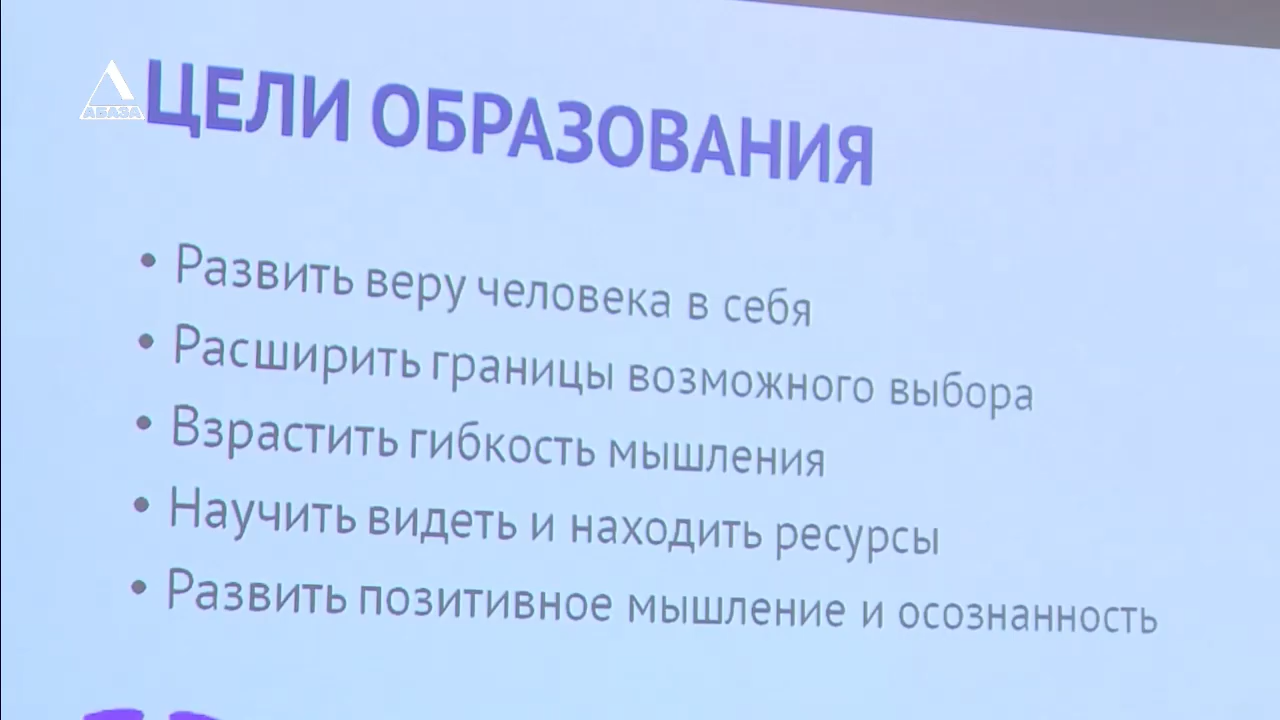 АБАЗА
ЦЕЛИ ОБРАЗОВАНИЯ
• Развить веру человека в себя
• Расширить границы возможного выбора
• Взрастить гибкость мышления
• Научить видеть и находить ресурсы
• Развить позитивное мышление и осознанность